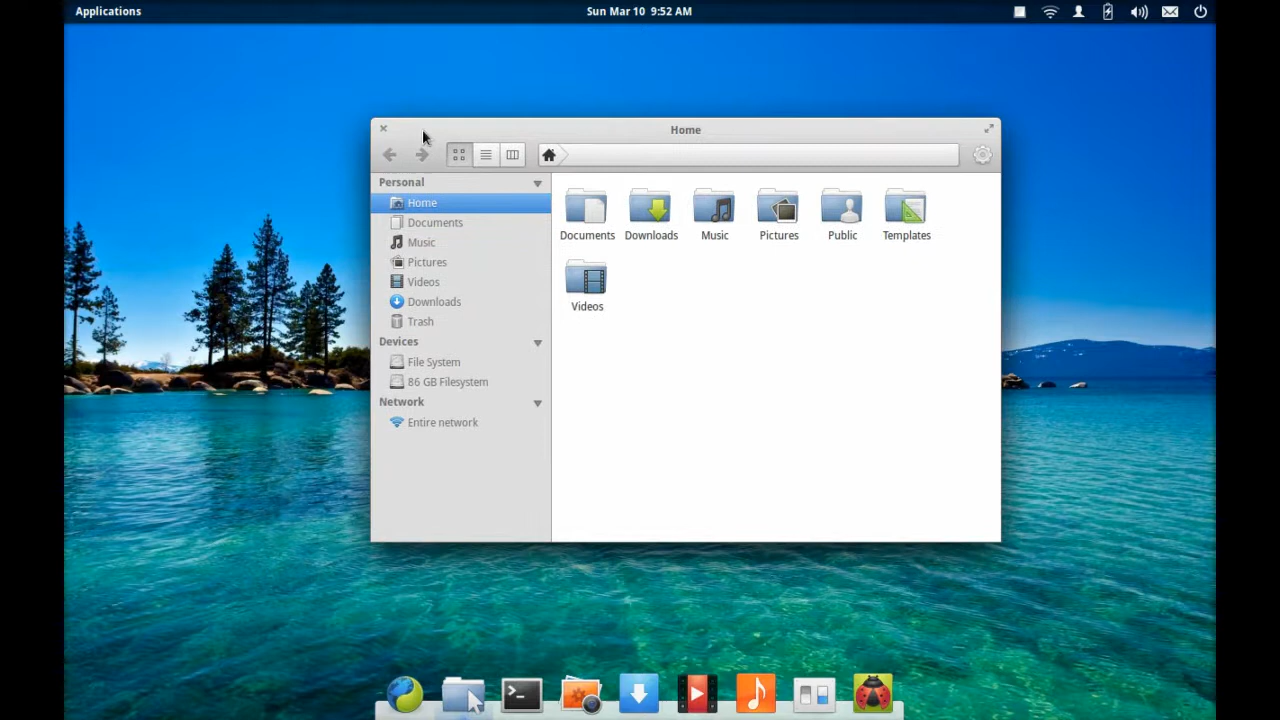 Applications
Sun Mar 10 9:52 AM
Home
Personal
Home
Documents
Music
Pictures
Videos
Downloads
Trash
Devices
File System
86 GB Filesystem
Network
Entire network
Documents Downloads Music Pictures Public Templates
Videos
>_